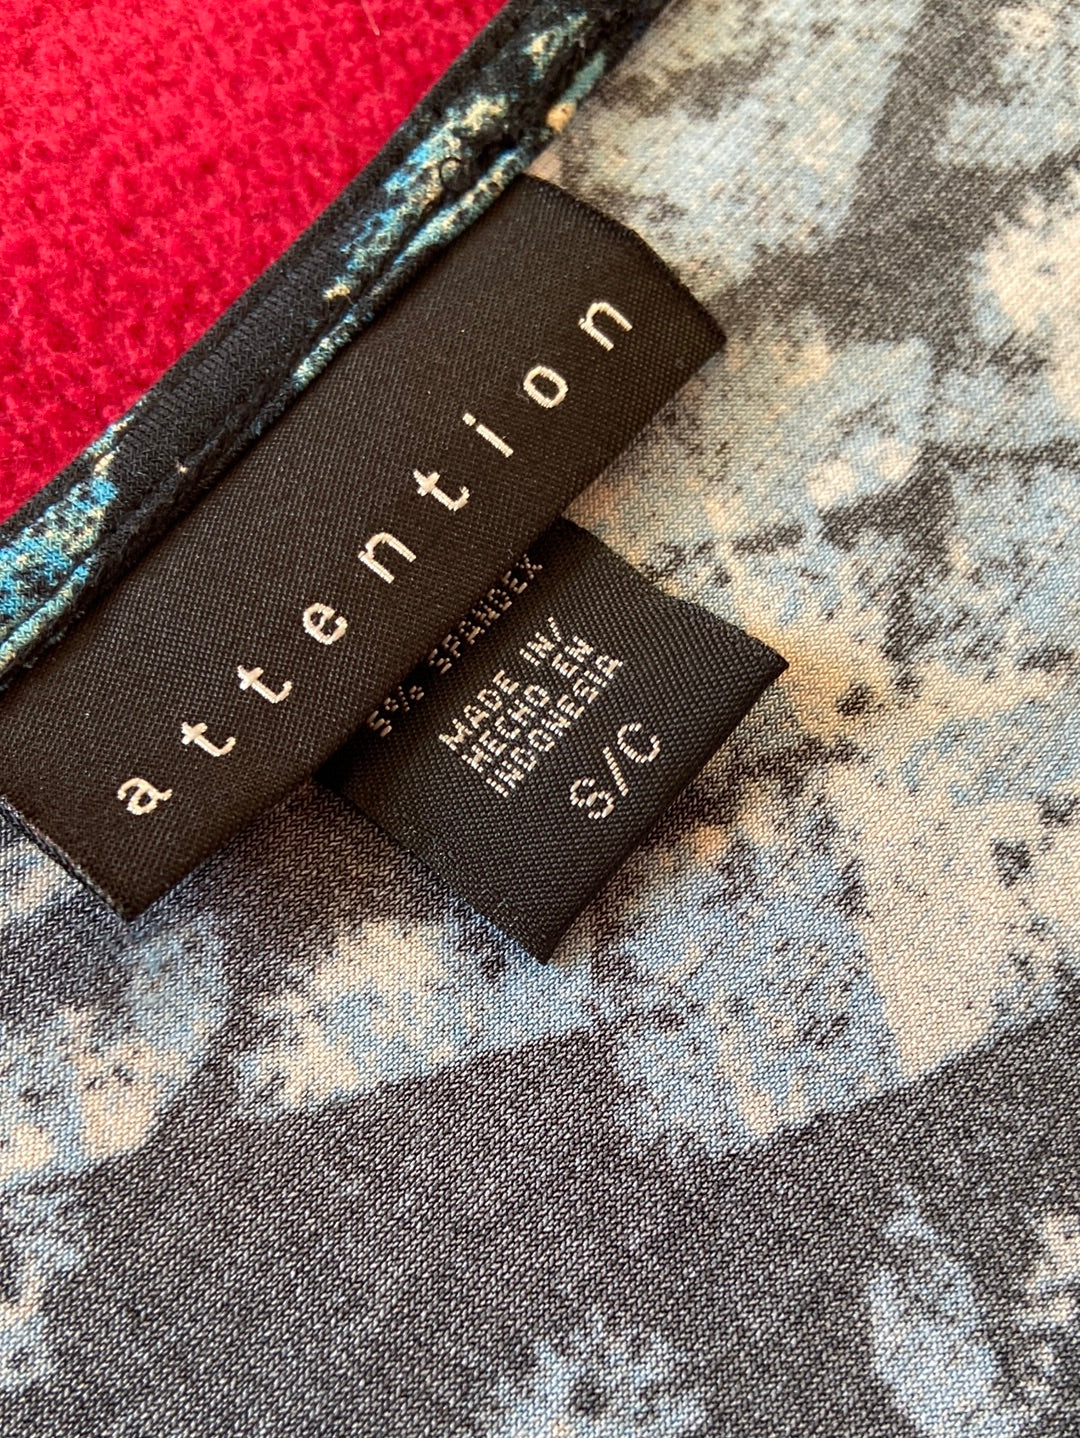 attention
5% SPANDEX
MADE IN/
HECHO EN
INDONESIA
S/C